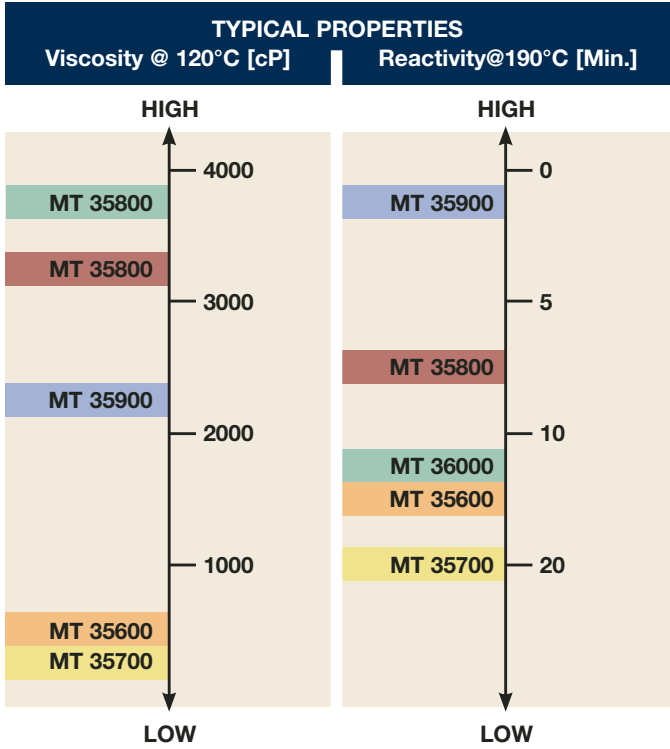 TYPICAL PROPERTIES
Viscosity @ 120°C [cP]
Reactivity@190°C [Min.]
HIGH
4000
MT 35800
MT 35800
3000
MT 35900
2000
1000
MT 35600
MT 35700
LOW
HIGH
0
MT 35900
5
MT 35800
10
MT 36000
MT 35600
MT 35700
20
LOW